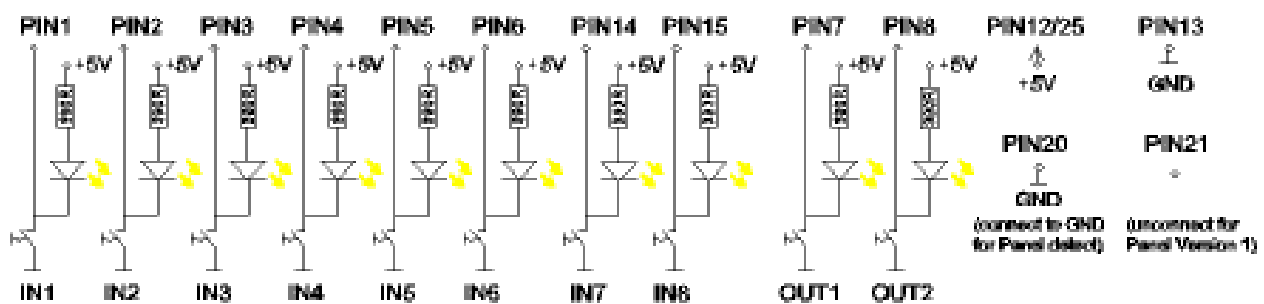 PIN1 PIN2 PIN3 PIN4 PIN5 PIN6 PIN14 PIN15 PIN7 PIN8 PIN12/25 PIN13
+5V +5V +5V +5V +5V +5V +5V +5V +5V +5V +5V GND
PIN20 PIN21
GND
(connect to GND (unconnect for
for Panel detect) Panel Version 1)
IN1 IN2 IN3 IN4 IN5 IN6 IN7 IN8 OUT1 OUT2